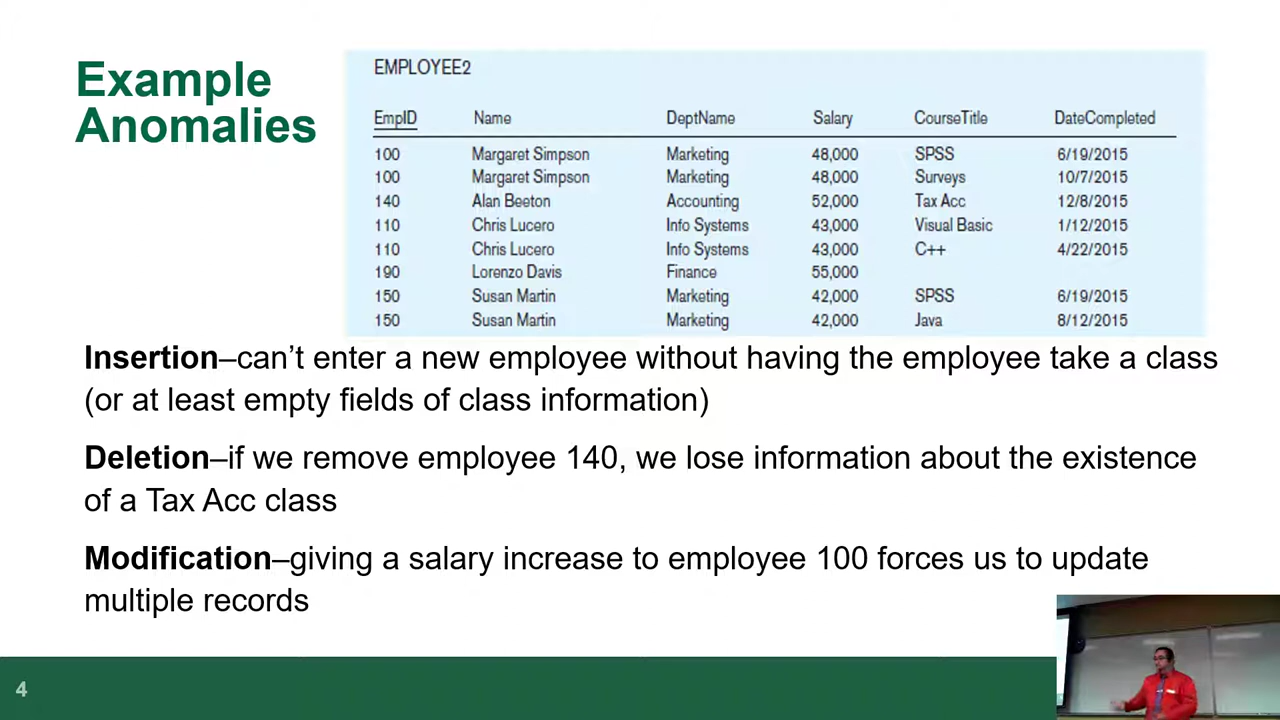 Example
Anomalies
EMPLOYEE2
EmpID Name DeptName Salary CourseTitle DateCompleted
100 Margaret Simpson Marketing 48,000 SPSS 6/19/2015
100 Margaret Simpson Marketing 48,000 Surveys 10/7/2015
140 Alan Beeton Accounting 52,000 Tax Acc 12/8/2015
110 Chris Lucero Info Systems 43,000 Visual Basic 1/12/2015
110 Chris Lucero Info Systems 43,000 C++ 4/22/2015
190 Lorenzo Davis Finance 55,000
150 Susan Martin Marketing 42,000 SPSS 6/19/2015
150 Susan Martin Marketing 42,000 Java 8/12/2015
Insertion–can’t enter a new employee without having the employee take a class
(or at least empty fields of class information)
Deletion–if we remove employee 140, we lose information about the existence
of a Tax Acc class
Modification–giving a salary increase to employee 100 forces us to update
multiple records
4